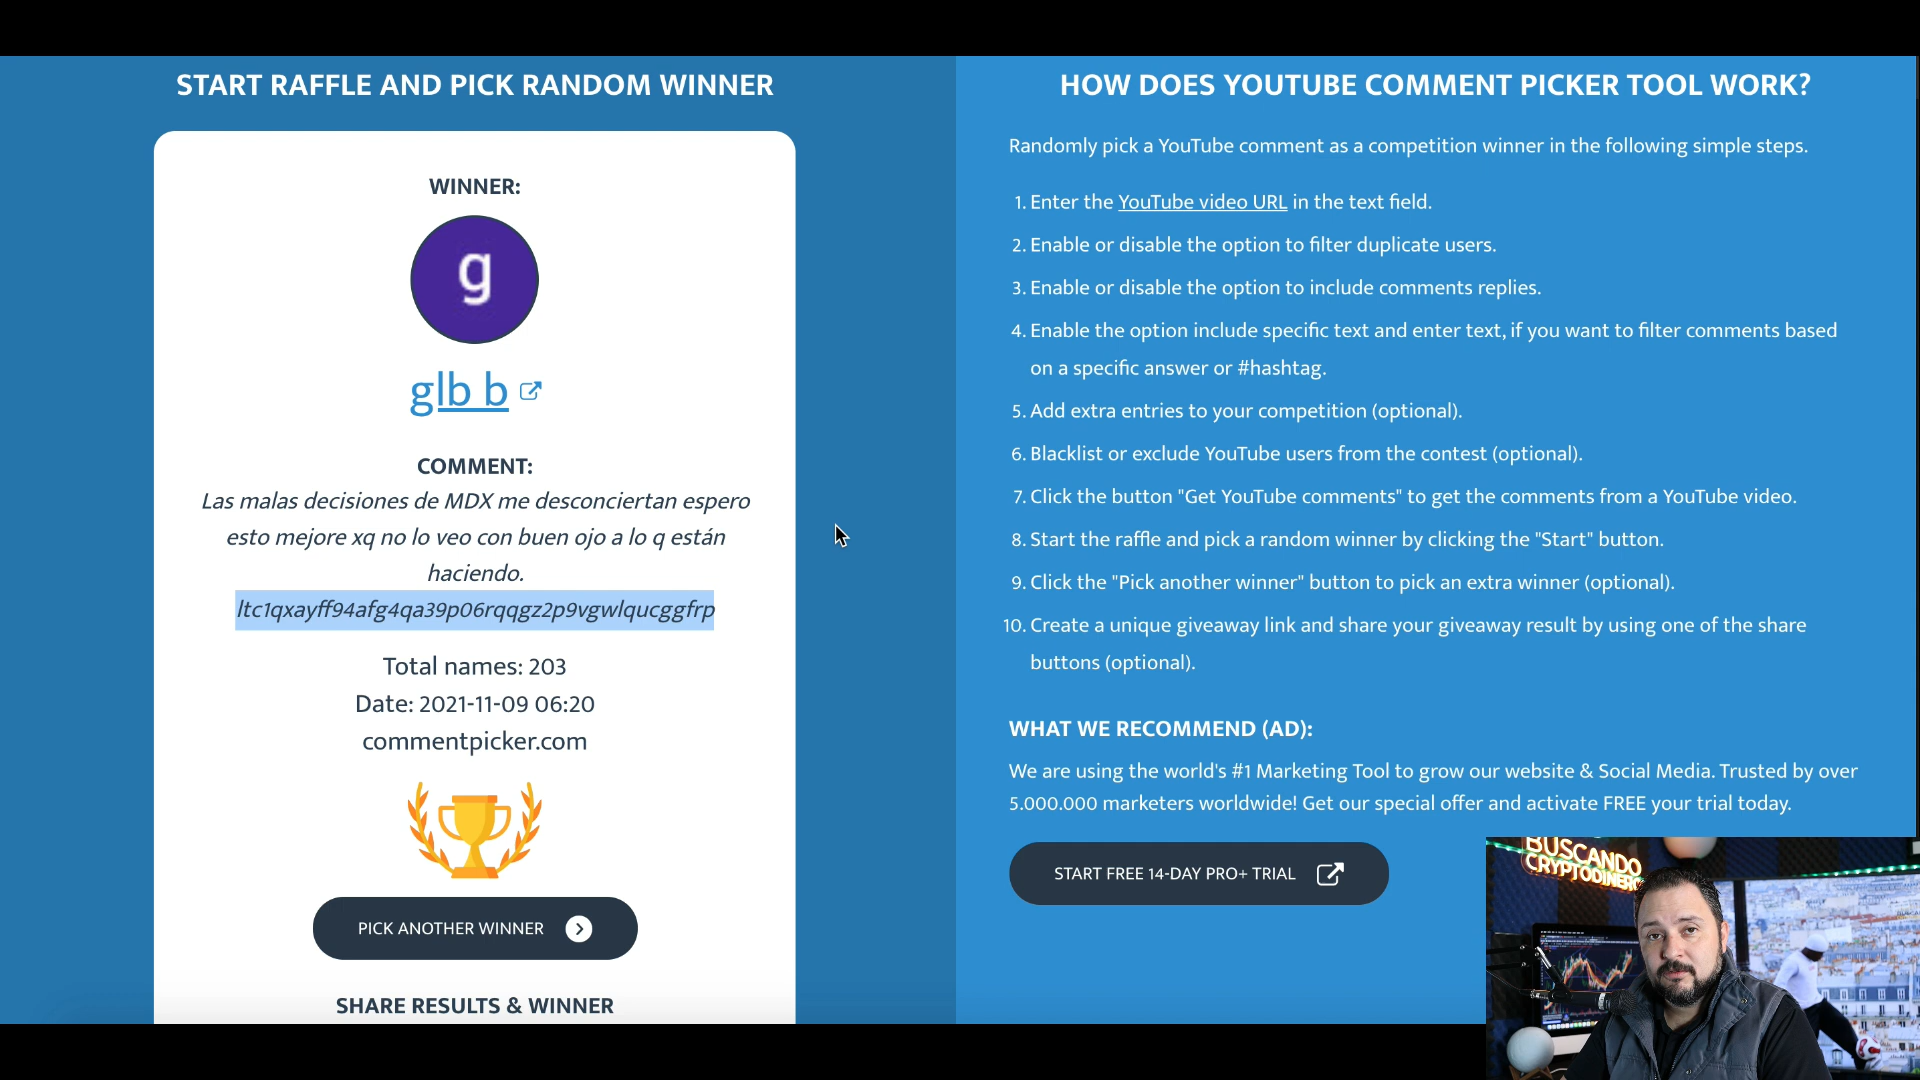 START RAFFLE AND PICK RANDOM WINNER
WINNER:
g
glb b
COMMENT:
Las malas decisiones de MDX me desconciertan espero
esto mejore xq no lo veo con buen ojo a lo q están
haciendo.
ltc1qxayff94afg4qa39p06rqqgz2p9vgwlqucggfrp
Total names: 203
Date: 2021-11-09 06:20
commentpicker.com
PICK ANOTHER WINNER
SHARE RESULTS & WINNER
HOW DOES YOUTUBE COMMENT PICKER TOOL WORK?
Randomly pick a YouTube comment as a competition winner in the following simple steps.
1. Enter the YouTube video URL in the text field.
2. Enable or disable the option to filter duplicate users.
3. Enable or disable the option to include comments replies.
4. Enable the option include specific text and enter text, if you want to filter comments based
on a specific answer or #hashtag.
5. Add extra entries to your competition (optional).
6. Blacklist or exclude YouTube users from the contest (optional).
7. Click the button "Get YouTube comments" to get the comments from a YouTube video.
8. Start the raffle and pick a random winner by clicking the "Start" button.
9. Click the "Pick another winner" button to pick an extra winner (optional).
10. Create a unique giveaway link and share your giveaway result by using one of the share
buttons (optional).
WHAT WE RECOMMEND (AD):
We are using the world's #1 Marketing Tool to grow our website & Social Media. Trusted by over
5.000.000 marketers worldwide! Get our special offer and activate FREE your trial today.
START FREE 14-DAY PRO+ TRIAL
BUSCANDO